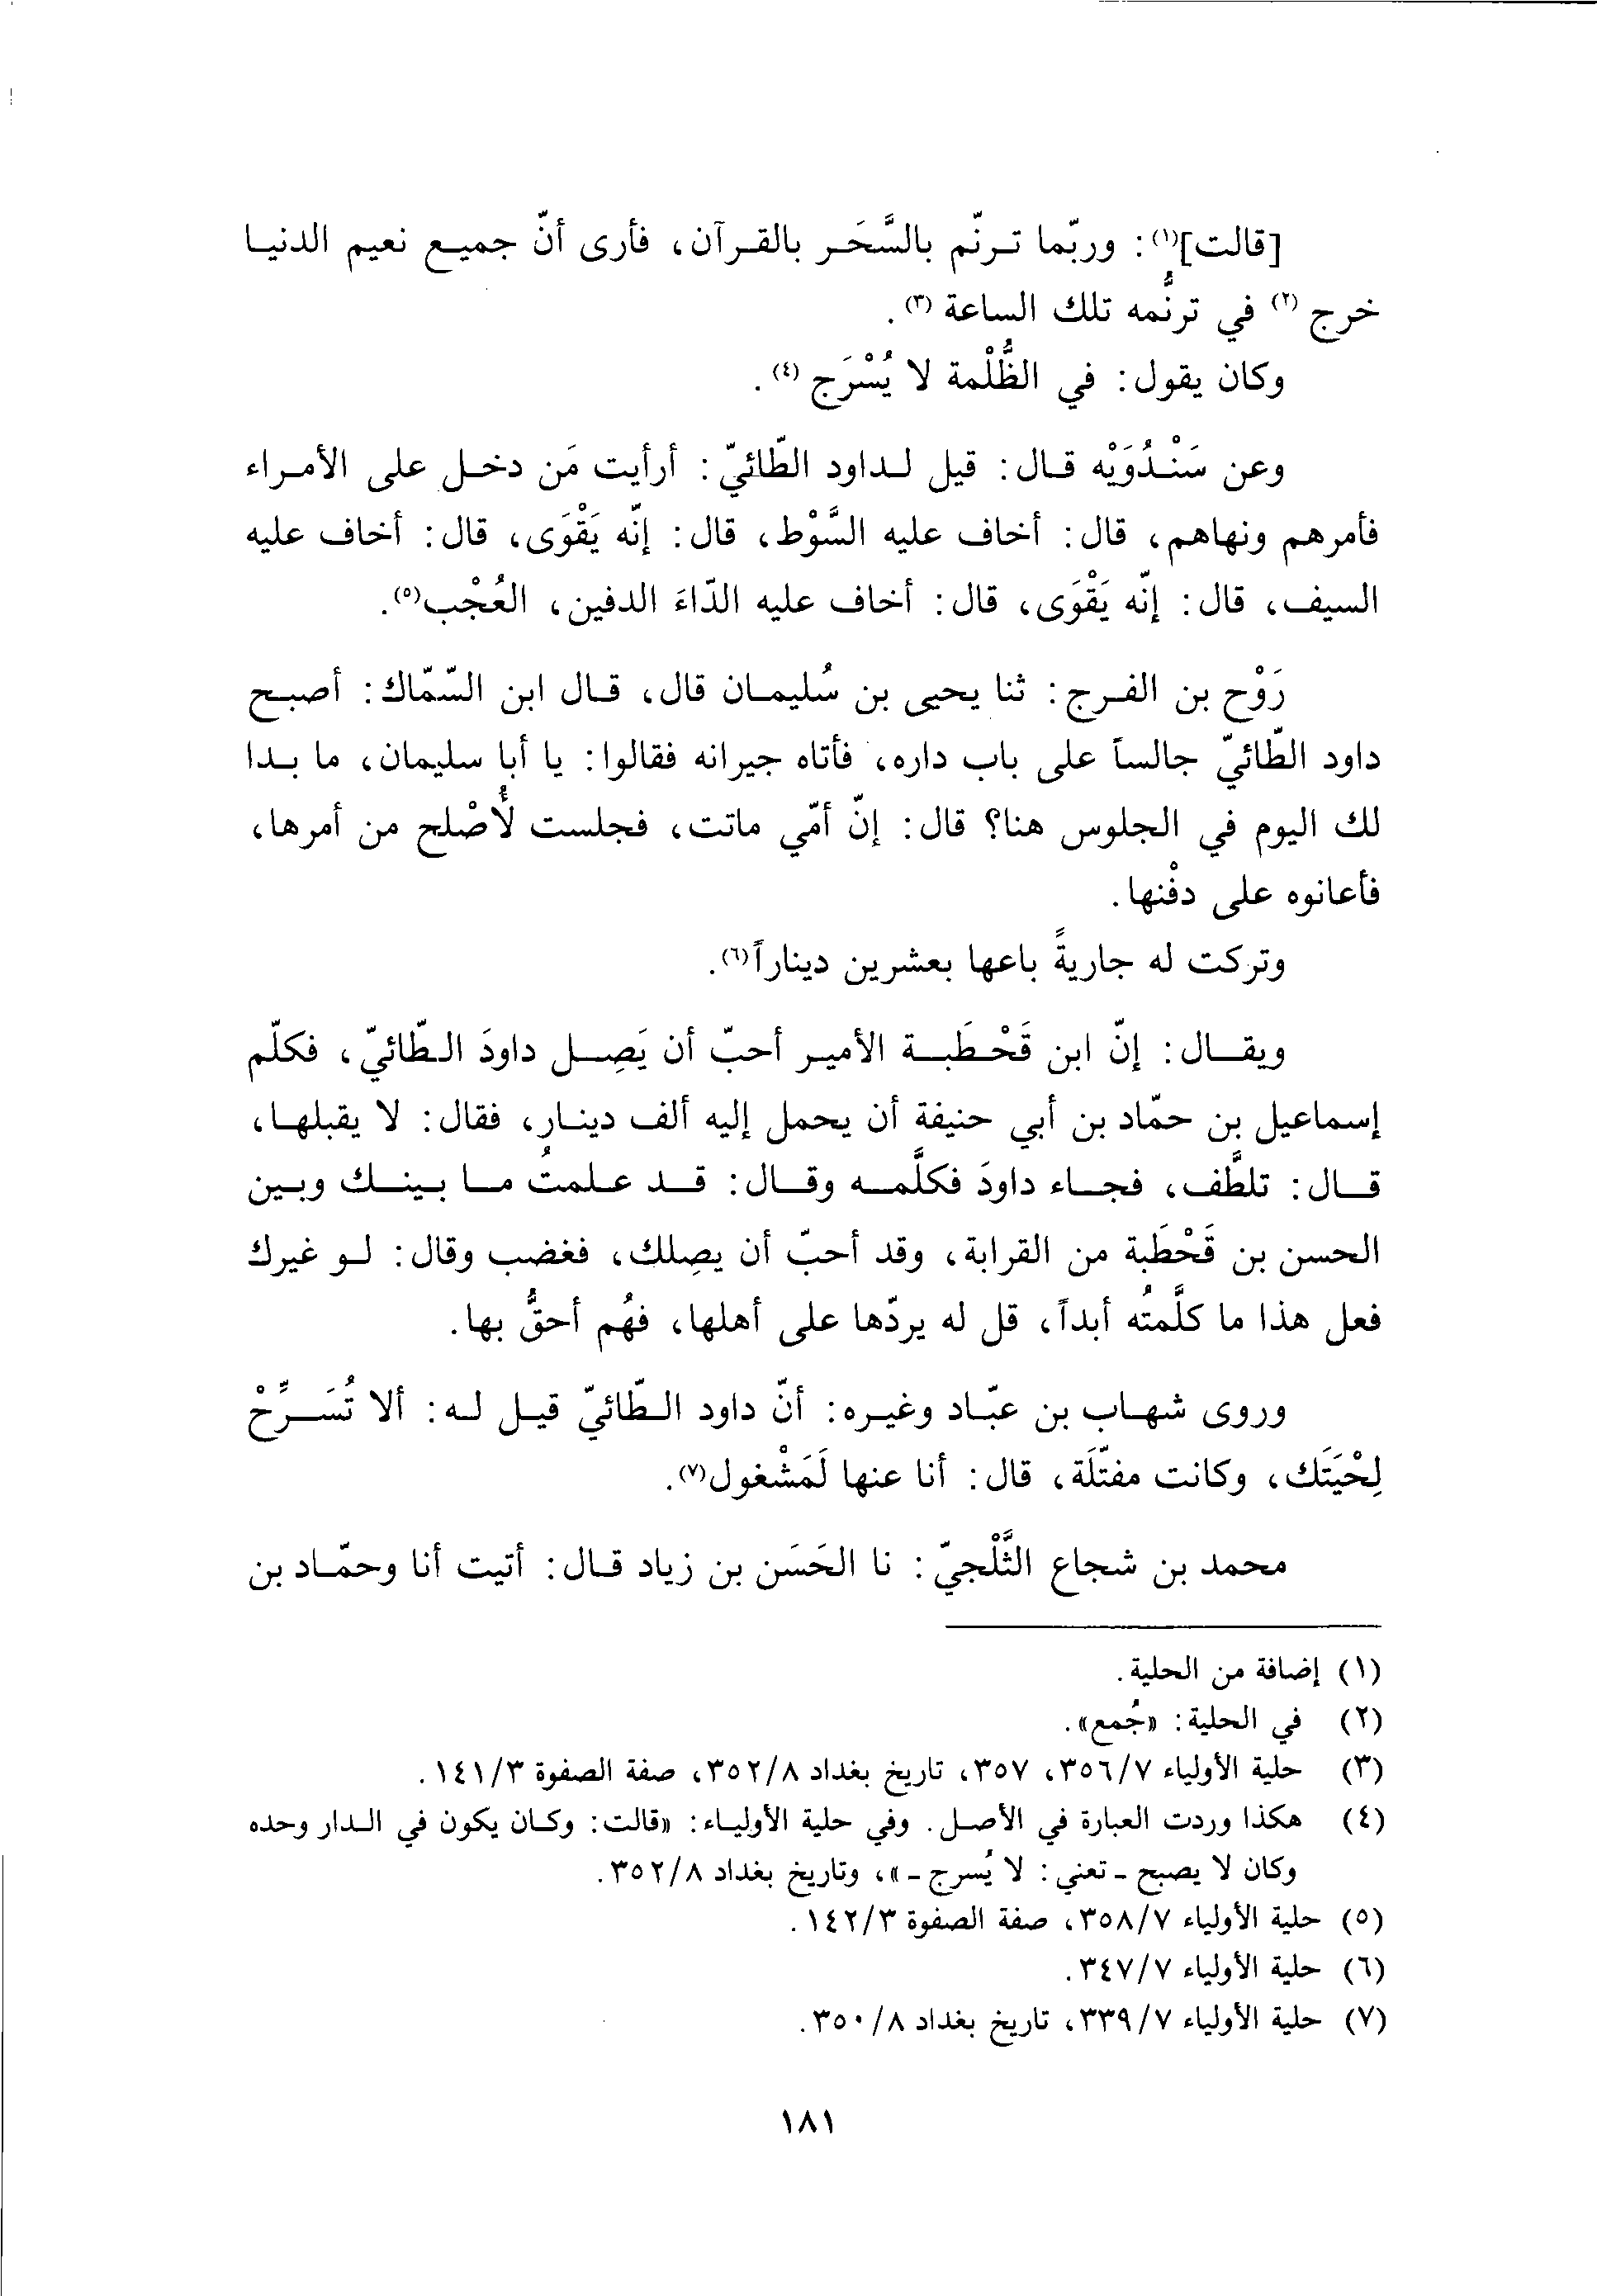 [قالت]⁽١⁾: وربّما ترنّم بالسَّحَر بالقرآن، فأرى أنّ جميع نعيم الدنيا
خرج ⁽٢⁾ في ترنُّمه تلك الساعة ⁽٣⁾.
وكان يقول: في الظُّلْمة لا يُسْرَج ⁽٤⁾.
وعن سَنْدُوَيْه قال: قيل لداود الطّائيّ: أرأيت مَن دخل على الأمراء
فأمرهم ونهاهم، قال: أخاف عليه السَّوْط، قال: إنّه يَقْوَى، قال: أخاف عليه
السيف، قال: إنّه يَقْوَى، قال: أخاف عليه الدّاءَ الدفين، العُجْب⁽٥⁾.
رَوْح بن الفرج: ثنا يحيى بن سُليمان قال، قال ابن السّمّاك: أصبح
داود الطّائيّ جالساً على باب داره، فأتاه جيرانه فقالوا: يا أبا سليمان، ما بدا
لك اليوم في الجلوس هنا؟ قال: إنّ أمّي ماتت، فجلست لأُصْلح من أمرها،
فأعانوه على دفْنها.
وتركت له جاريةً باعها بعشرين ديناراً⁽٦⁾.
ويقال: إنّ ابن قَحْطَبة الأمير أحبّ أن يَصِل داودَ الطّائيّ، فكلّم
إسماعيل بن حمّاد بن أبي حنيفة أن يحمل إليه ألف دينار، فقال: لا يقبلها،
قال: تلطَّف، فجاء داودَ فكلَّمه وقال: قد علمتُ ما بينك وبين
الحسن بن قَحْطَبة من القرابة، وقد أحبّ أن يصِلك، فغضب وقال: لو غيرك
فعل هذا ما كلَّمتُه أبداً، قل له يردّها على أهلها، فهُم أحقُّ بها.
وروى شهاب بن عبّاد وغيره: أنّ داود الطّائيّ قيل له: ألا تُسَرِّحْ
لِحْيَتَك، وكانت مفتّلَة، قال: أنا عنها لَمَشْغول⁽٧⁾.
محمد بن شجاع الثَّلْجيّ: نا الحَسَن بن زياد قال: أتيت أنا وحمّاد بن
(١) إضافة من الحلية.
(٢) في الحلية: «جُمع».
(٣) حلية الأولياء ٣٥٦/٧، ٣٥٧، تاريخ بغداد ٣٥٢/٨، صفة الصفوة ١٤١/٣.
(٤) هكذا وردت العبارة في الأصل. وفي حلية الأولياء: «قالت: وكان يكون في الدار وحده
وكان لا يصبح - تعني: لا يُسرج -»، وتاريخ بغداد ٣٥٢/٨.
(٥) حلية الأولياء ٣٥٨/٧، صفة الصفوة ١٤٢/٣.
(٦) حلية الأولياء ٣٤٧/٧.
(٧) حلية الأولياء ٣٣٩/٧، تاريخ بغداد ٣٥٠/٨.
١٨١